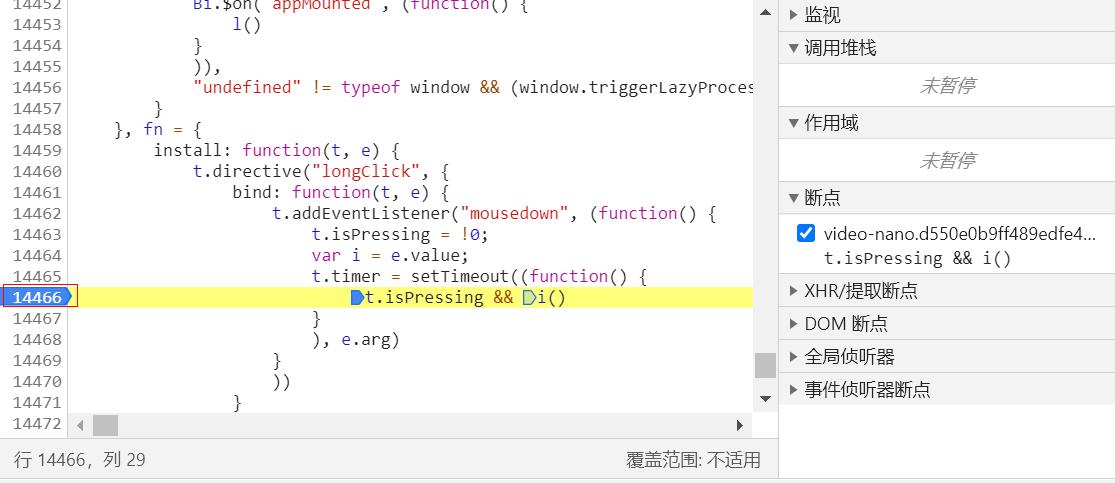 14452 Bi.$on("appMounted", (function() {
14453 l()
14454 }
14455 )),
14456 "undefined" != typeof window && (window.triggerLazyProces
14457 }
14458 }, fn = {
14459 install: function(t, e) {
14460 t.directive("longClick", {
14461 bind: function(t, e) {
14462 t.addEventListener("mousedown", (function() {
14463 t.isPressing = !0;
14464 var i = e.value;
14465 t.timer = setTimeout((function() {
14466 t.isPressing && i()
14467 }
14468 ), e.arg)
14469 }
14470 ))
14471 }
14472
行 14466，列 29
覆盖范围: 不适用
监视
调用堆栈
未暂停
作用域
未暂停
断点
video-nano.d550e0b9ff489edfe4...
t.isPressing && i()
XHR/提取断点
DOM 断点
全局侦听器
事件侦听器断点